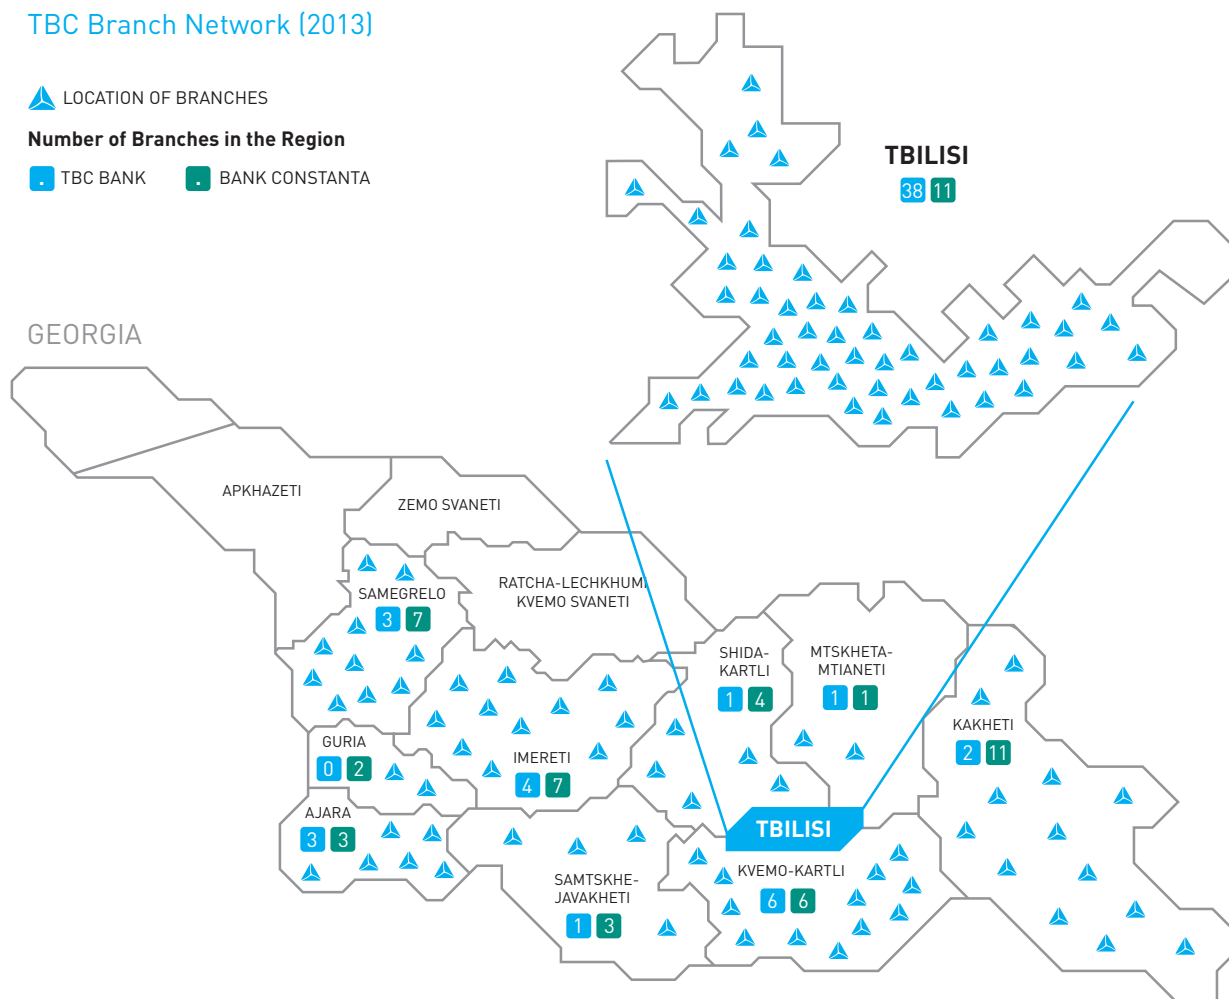 TBC Branch Network (2013)
LOCATION OF BRANCHES
Number of Branches in the Region
. TBC BANK . BANK CONSTANTA
TBILISI
38 11
GEORGIA
APKHAZETI
ZEMO SVANETI
RATCHA-LECHKHUMI
KVEMO SVANETI
SAMEGRELO
3 7
SHIDA-
KARTLI
1 4
MTSKHETA-
MTIANETI
1 1
KAKHETI
2 11
GURIA
0 2
IMERETI
4 7
AJARA
3 3
TBILISI
KVEMO-KARTLI
6 6
SAMTSKHE-
JAVAKHETI
1 3